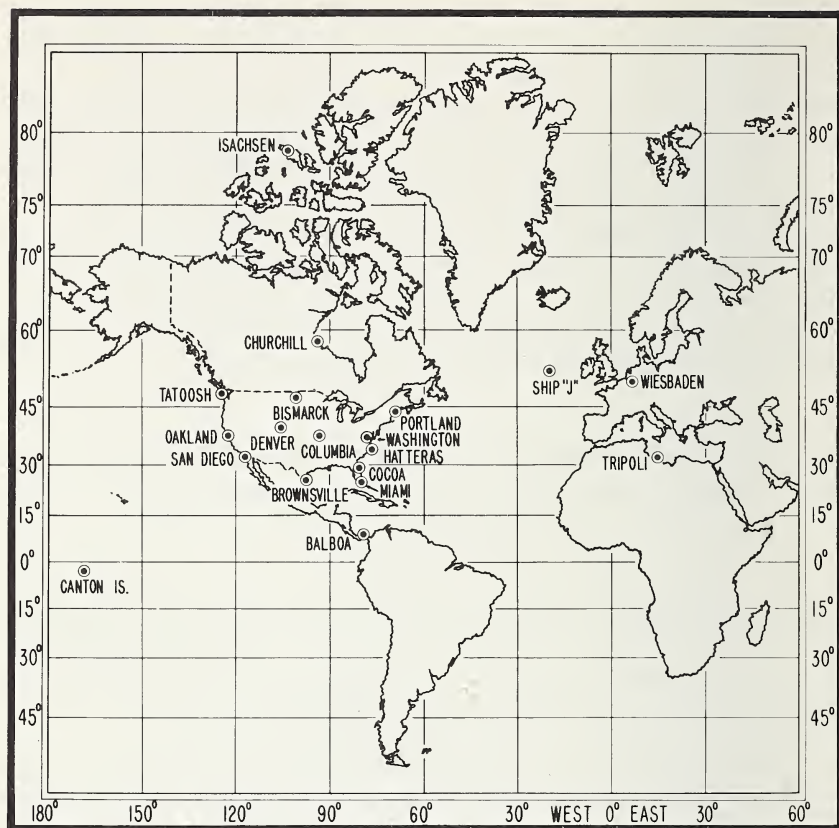 80° 80°
ISACHSEN
75° 75°
70° 70°
60° 60°
CHURCHILL
SHIP "J" WIESBADEN
TATOOSH
45° 45°
BISMARCK
PORTLAND
OAKLAND DENVER COLUMBIA WASHINGTON
HATTERAS
SAN DIEGO TRIPOLI
30° 30°
COCOA
BROWNSVILLE MIAMI
15° 15°
BALBOA
0° 0°
CANTON IS.
15° 15°
30° 30°
45° 45°
180° 150° 120° 90° 60° 30° WEST 0° EAST 30° 60°